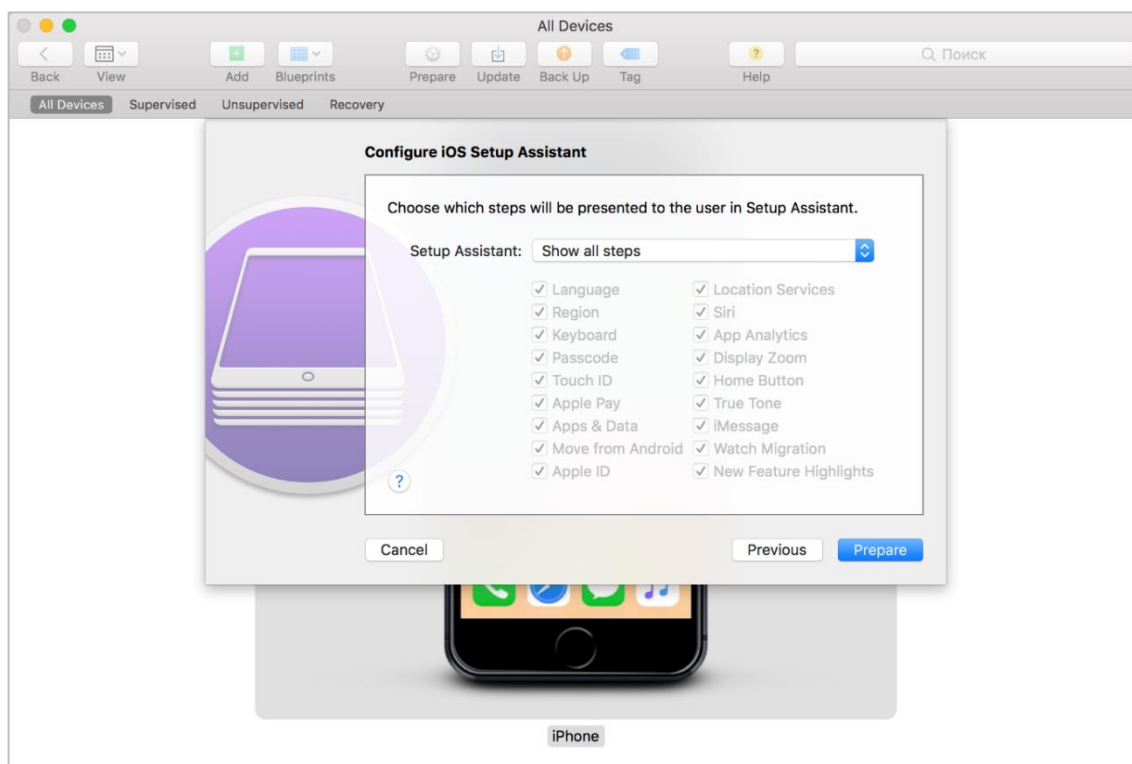 All Devices
Back View Add Blueprints Prepare Update Back Up Tag ? Help Поиск
All Devices Supervised Unsupervised Recovery
Configure iOS Setup Assistant
Choose which steps will be presented to the user in Setup Assistant.
Setup Assistant: Show all steps
Language Location Services
Region Siri
Keyboard App Analytics
Passcode Display Zoom
Touch ID Home Button
Apple Pay True Tone
Apps & Data iMessage
Move from Android Watch Migration
Apple ID New Feature Highlights
?
Cancel Previous Prepare
iPhone